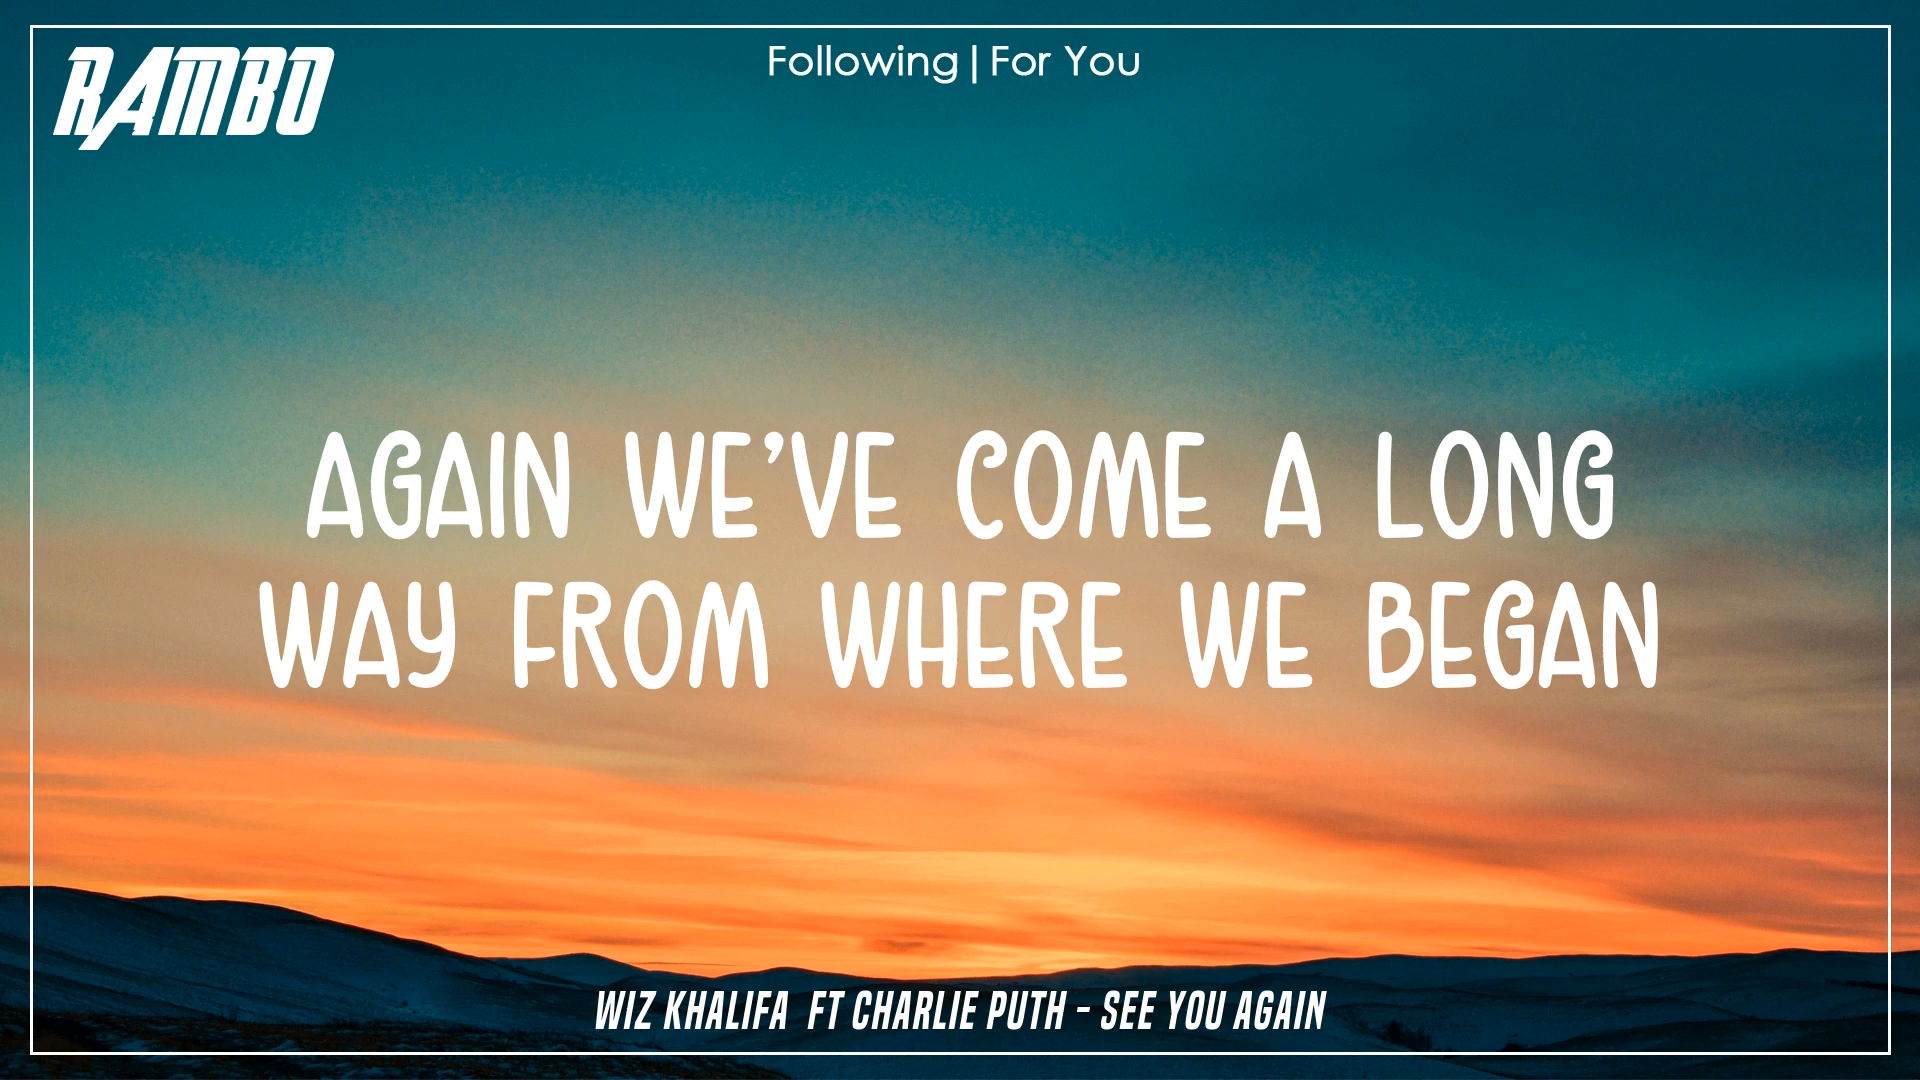 RAMBO
Following | For You
AGAIN WE'VE COME A LONG
WAY FROM WHERE WE BEGAN
WIZ KHALIFA FT CHARLIE PUTH - SEE YOU AGAIN